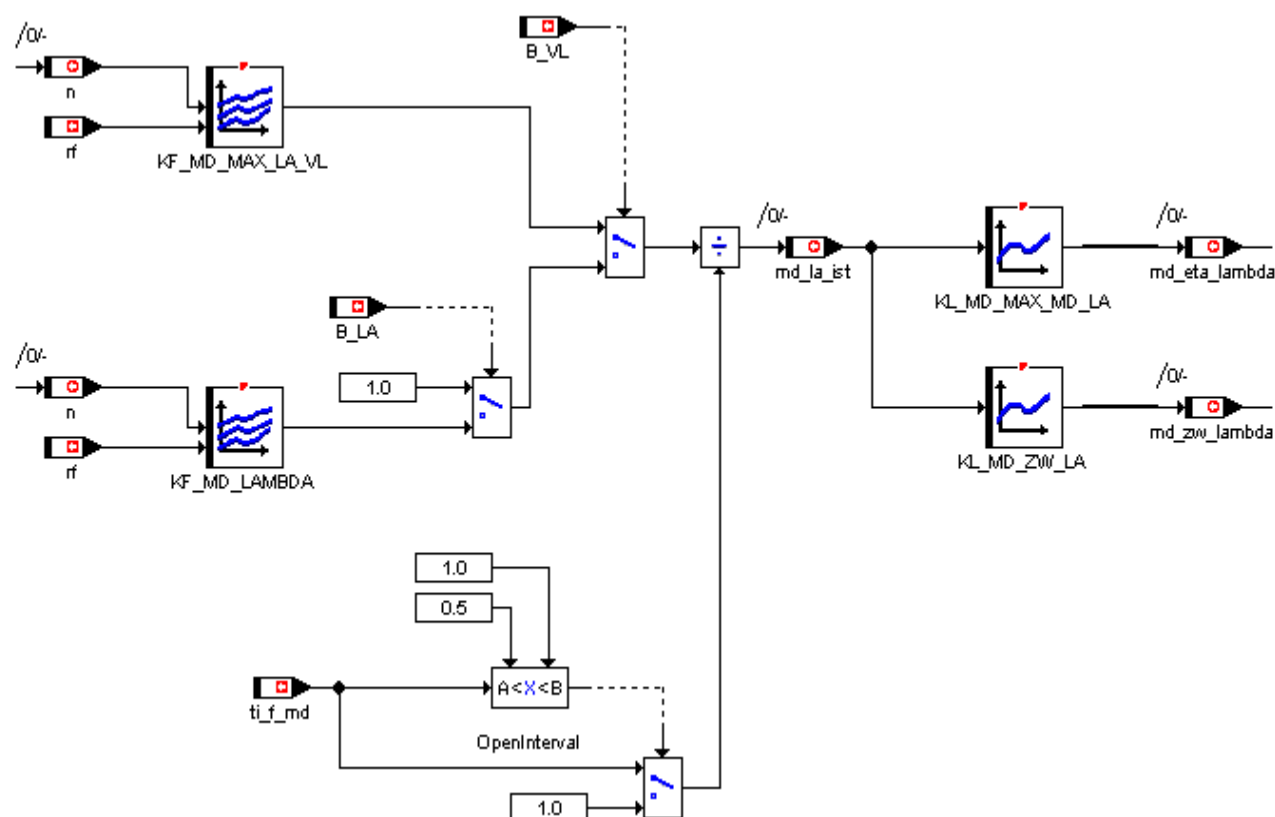 /0/-
n
rf
KF_MD_MAX_LA_VL
B_VL
/0/-
md_la_ist
KL_MD_MAX_MD_LA
/0/-
md_eta_lambda
B_LA
1.0
/0/-
n
rf
KF_MD_LAMBDA
KL_MD_ZW_LA
/0/-
md_zw_lambda
1.0
0.5
ti_f_md
A<X<B
OpenInterval
1.0